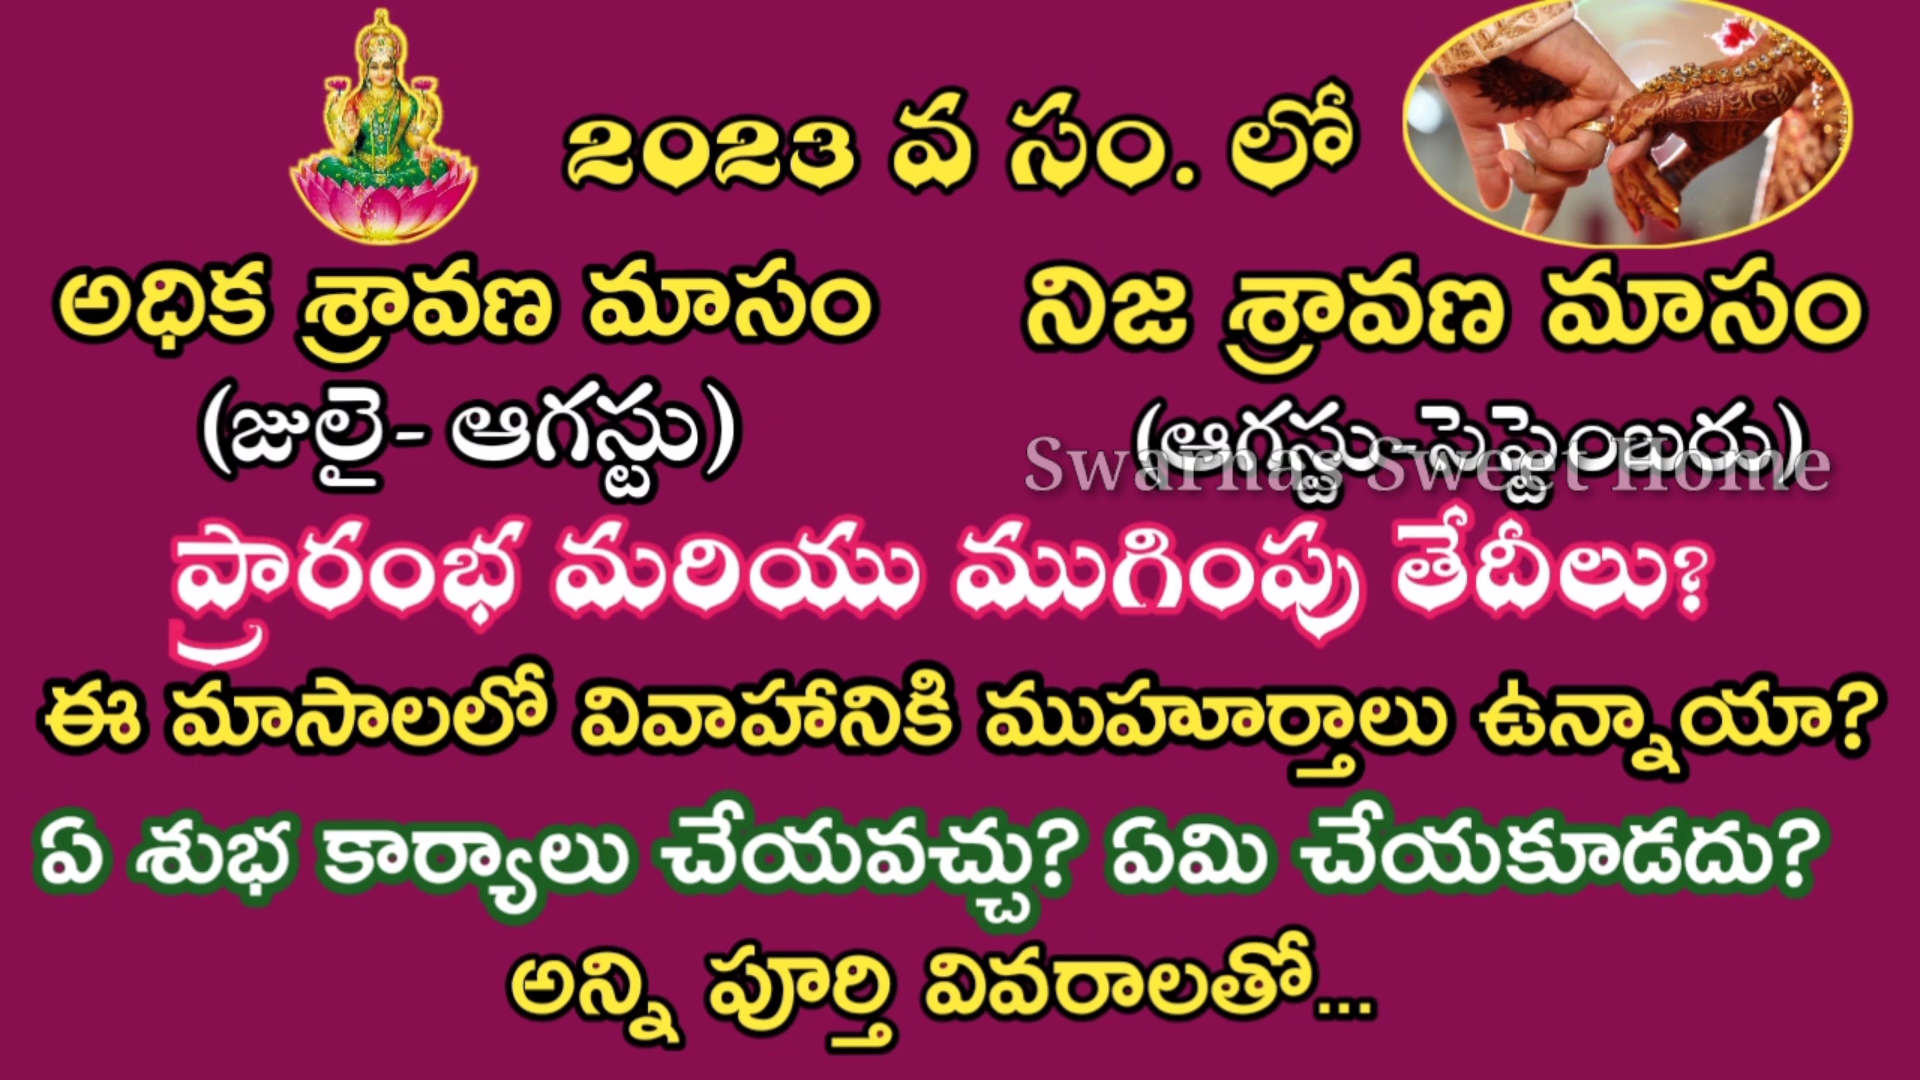 2023 వ సం. లో
అధిక శ్రావణ మాసం
నిజ శ్రావణ మాసం
(జులై- ఆగస్టు)
(ఆగస్టు-సెప్టెంబరు)
Swarnas Sweet Home
ప్రారంభ మరియు ముగింపు తేదీలు?
ఈ మాసాలలో వివాహానికి ముహూర్తాలు ఉన్నాయా?
ఏ శుభ కార్యాలు చేయవచ్చు? ఏమి చేయకూడదు?
అన్ని పూర్తి వివరాలతో...